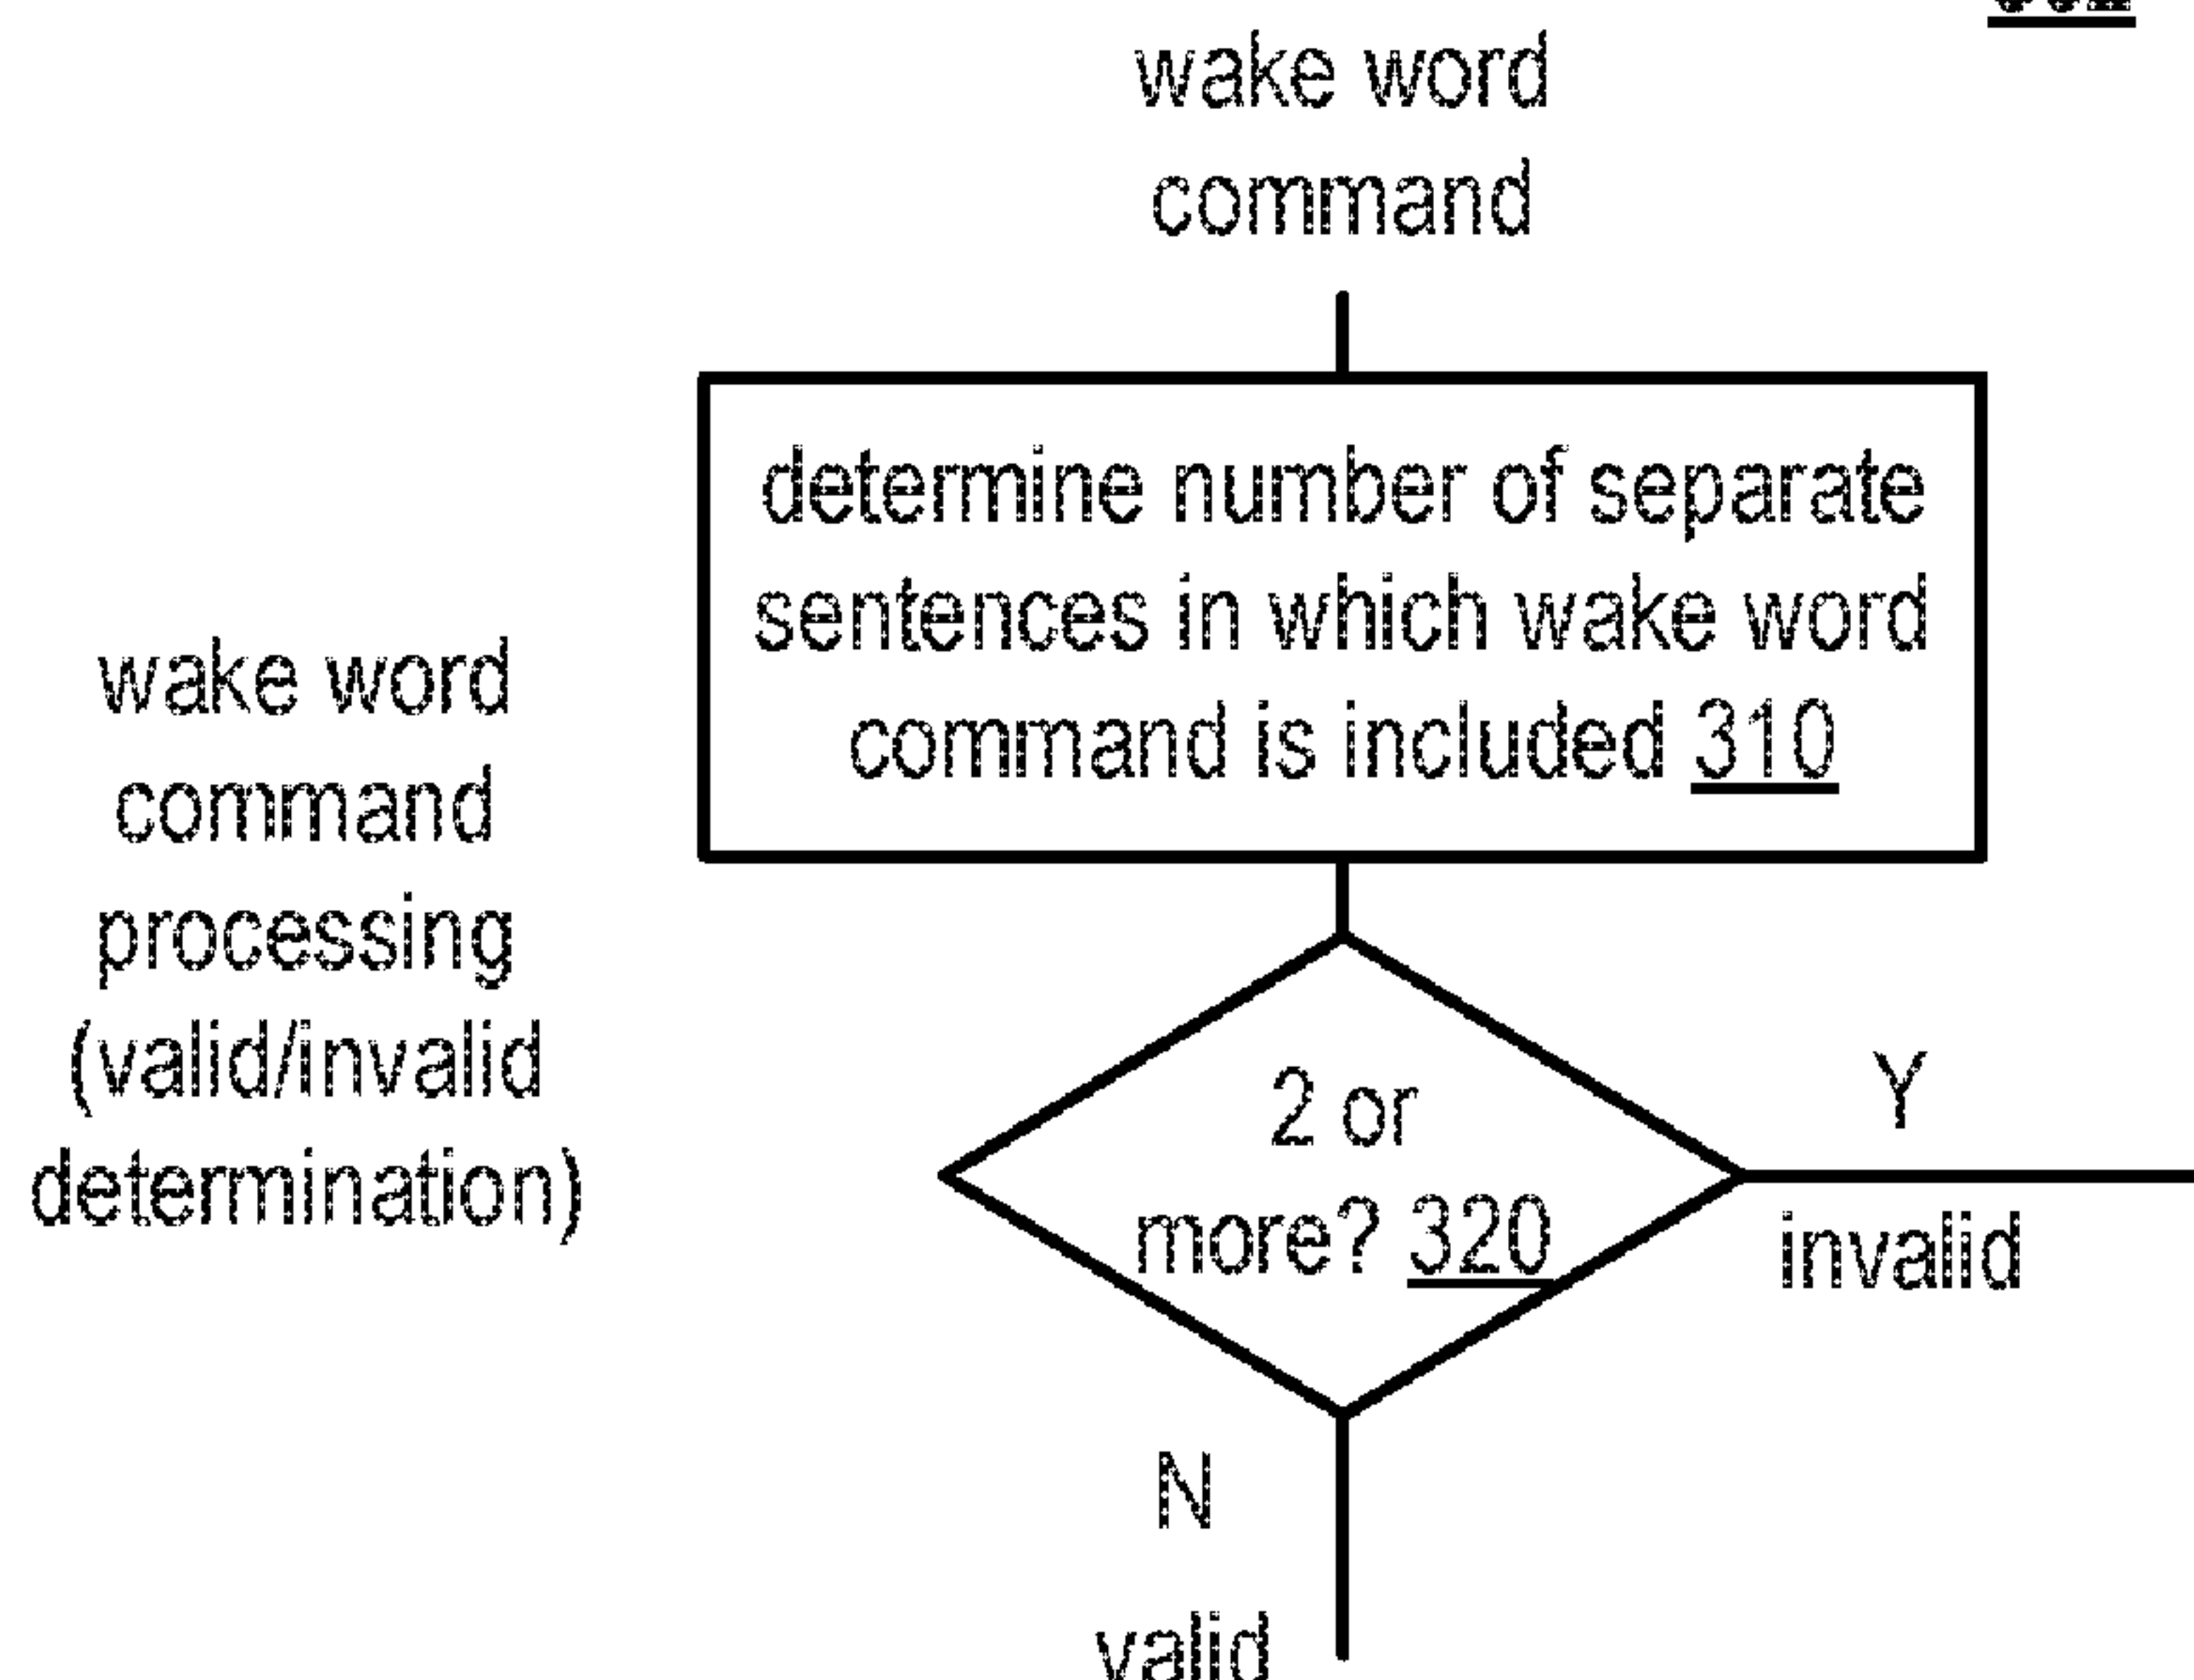 wake word
command
determine number of separate
sentences in which wake word
command is included 310
wake word
command
processing
(valid/invalid
determination)
2 or
more? 320
Y
invalid
N
valid